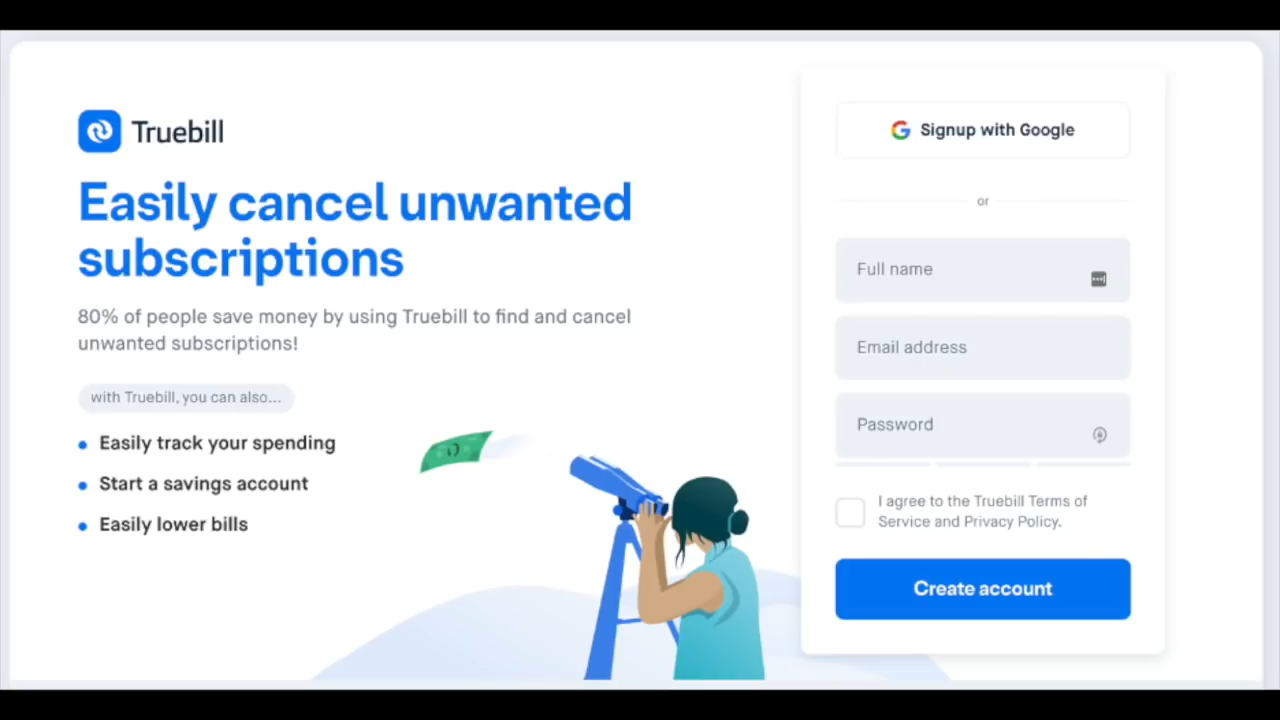 Truebill
Easily cancel unwanted
subscriptions
80% of people save money by using Truebill to find and cancel
unwanted subscriptions!
with Truebill, you can also...
Easily track your spending
Start a savings account
Easily lower bills
Signup with Google
or
Full name
Email address
Password
I agree to the Truebill Terms of
Service and Privacy Policy.
Create account